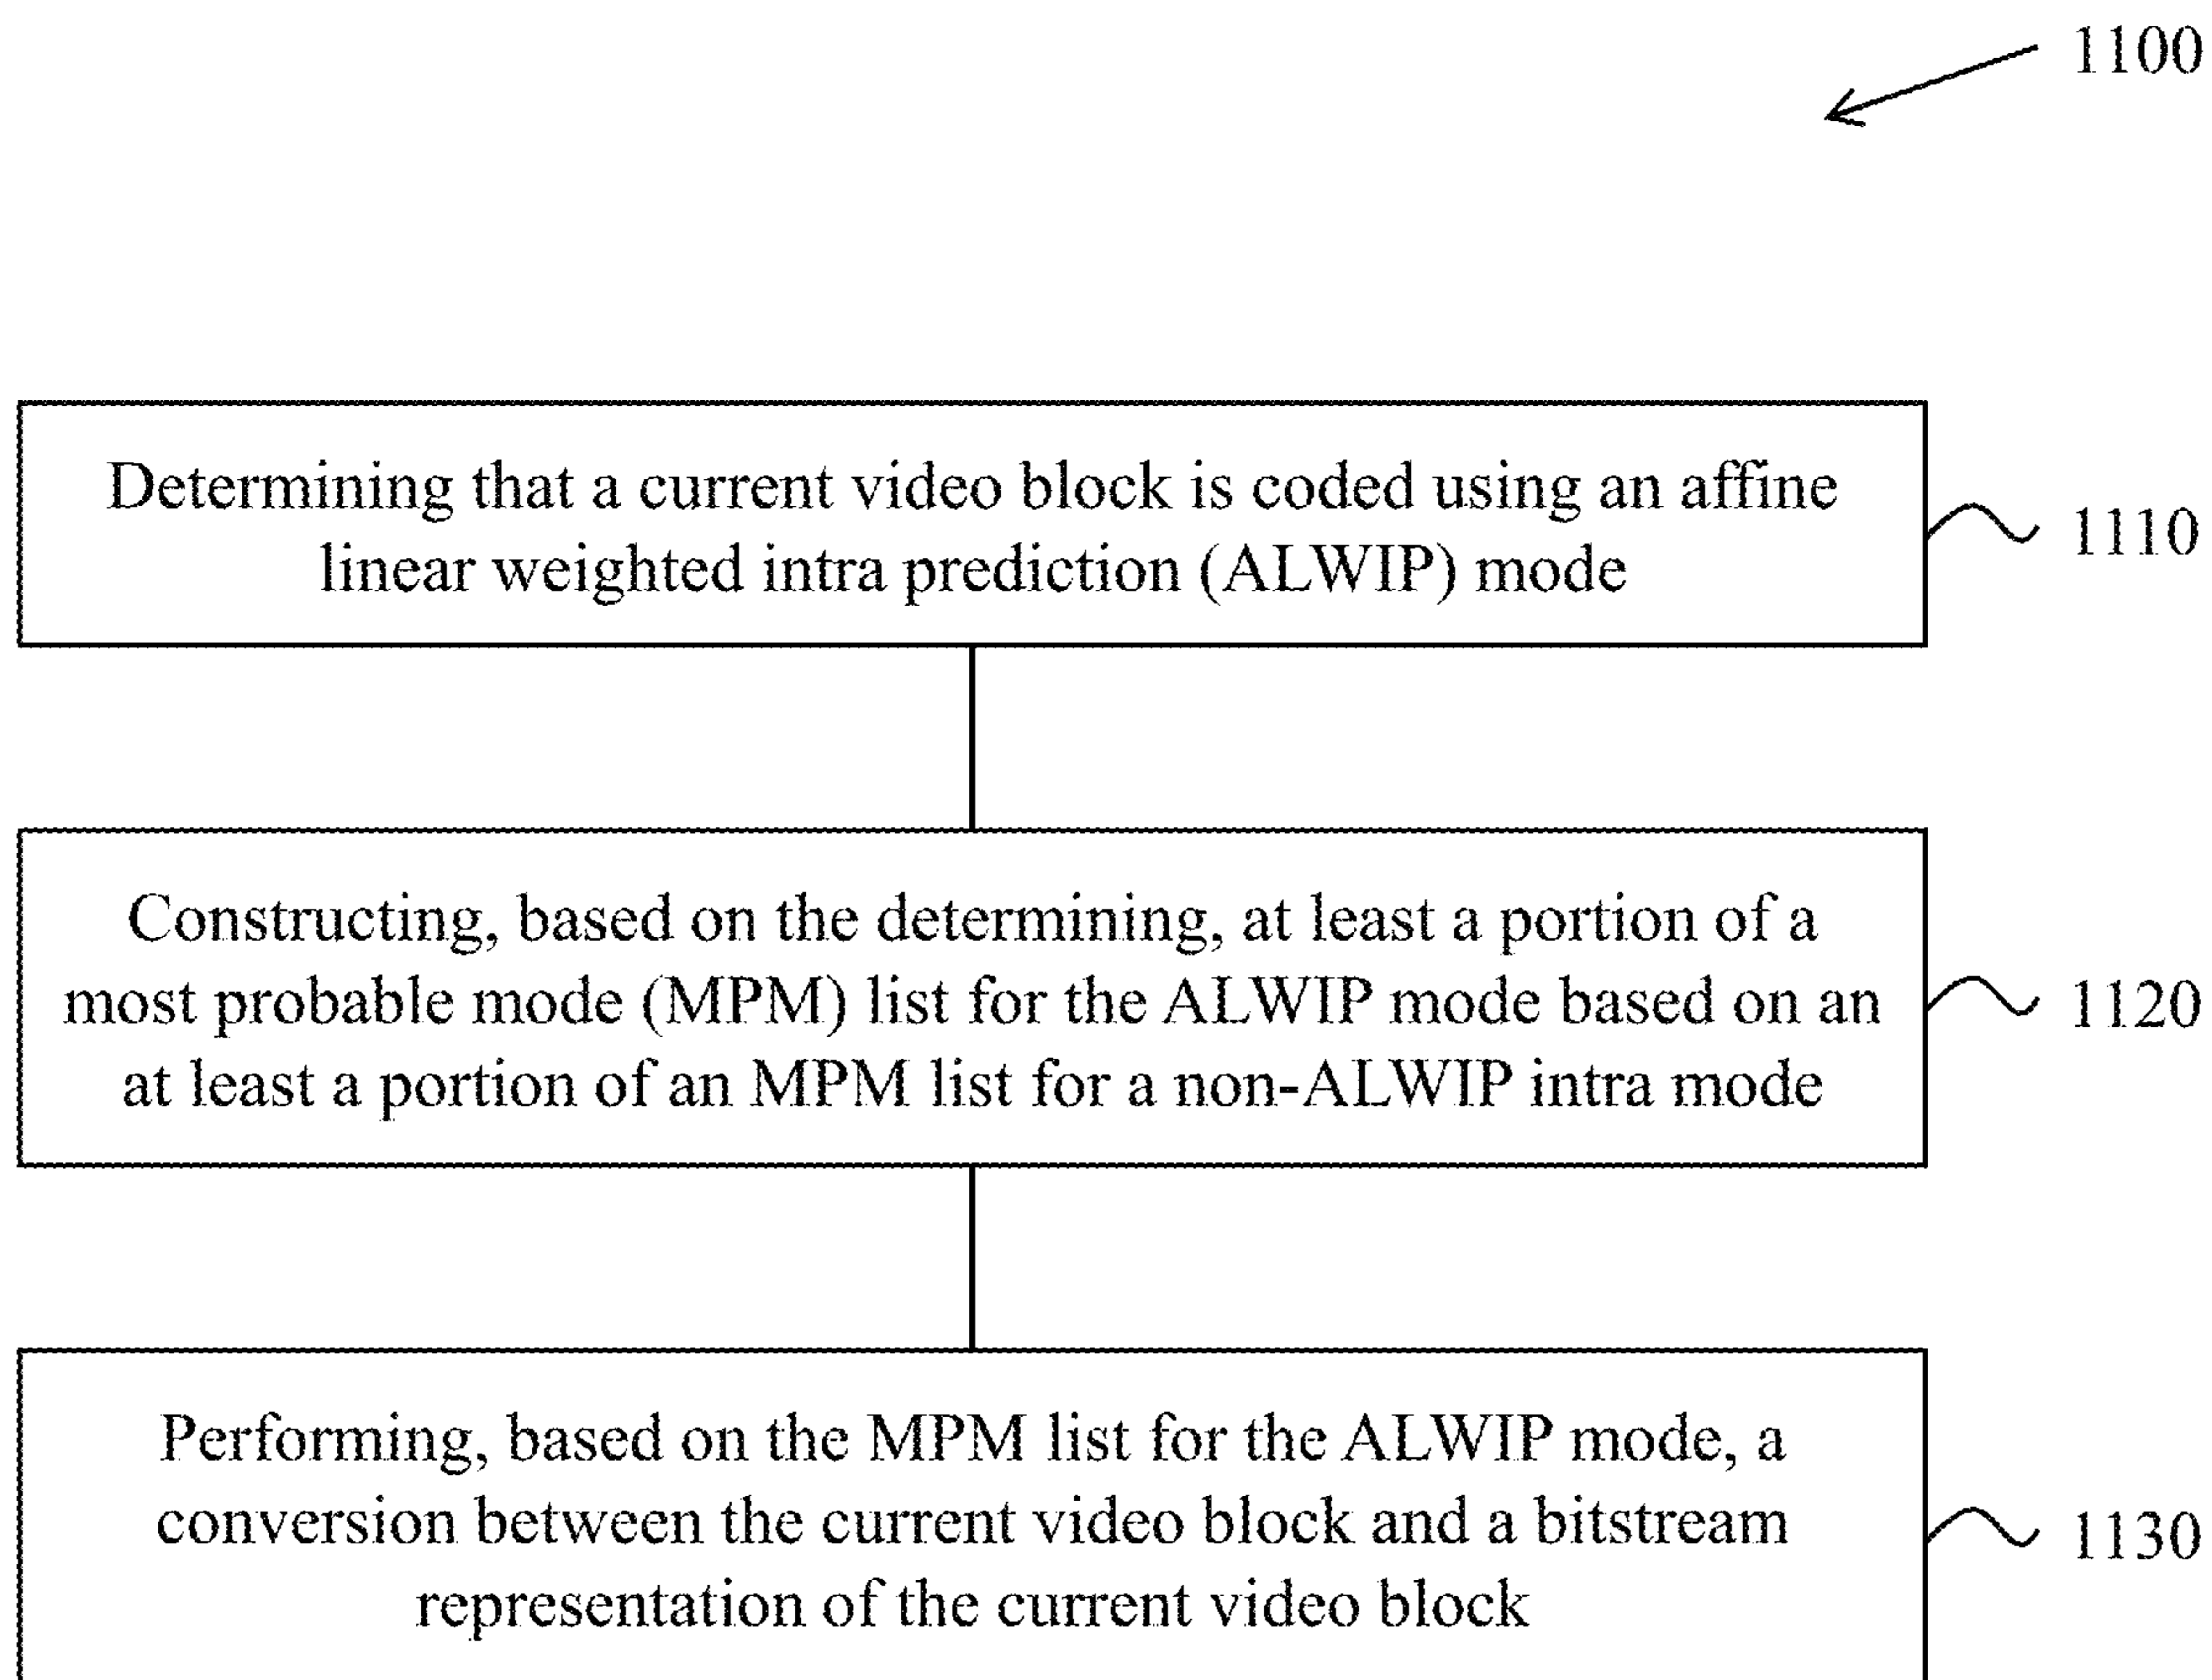 1100
Determining that a current video block is coded using an affine
linear weighted intra prediction (ALWIP) mode
1110
Constructing, based on the determining, at least a portion of a
most probable mode (MPM) list for the ALWIP mode based on an
at least a portion of an MPM list for a non-ALWIP intra mode
1120
Performing, based on the MPM list for the ALWIP mode, a
conversion between the current video block and a bitstream
representation of the current video block
1130